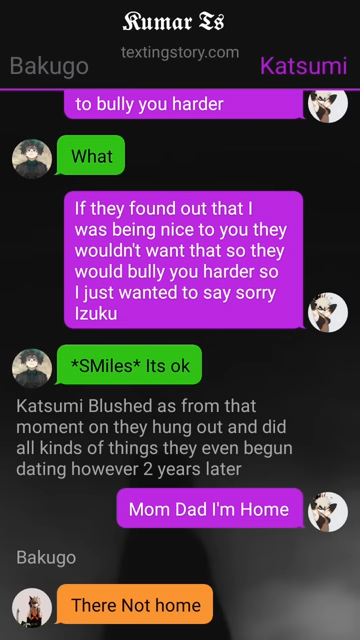 Kumar Ts
textingstory.com
Bakugo
Katsumi
to bully you harder
What
If they found out that I
was being nice to you they
wouldn't want that so they
would bully you harder so
I just wanted to say sorry
Izuku
*SMiles* Its ok
Katsumi Blushed as from that
moment on they hung out and did
all kinds of things they even begun
dating however 2 years later
Mom Dad I'm Home
Bakugo
There Not home